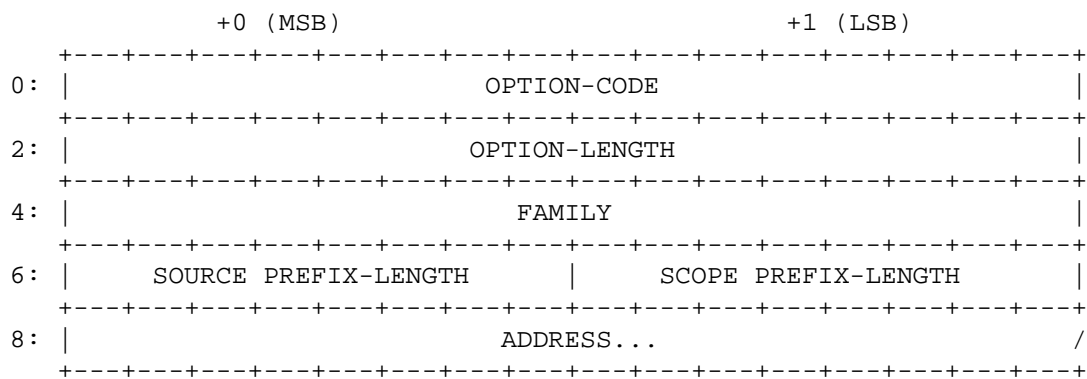 +0 (MSB) +1 (LSB)
+---+---+---+---+---+---+---+---+---+---+---+---+---+---+---+---+
0: | OPTION-CODE |
+---+---+---+---+---+---+---+---+---+---+---+---+---+---+---+---+
2: | OPTION-LENGTH |
+---+---+---+---+---+---+---+---+---+---+---+---+---+---+---+---+
4: | FAMILY |
+---+---+---+---+---+---+---+---+---+---+---+---+---+---+---+---+
6: | SOURCE PREFIX-LENGTH | SCOPE PREFIX-LENGTH |
+---+---+---+---+---+---+---+---+---+---+---+---+---+---+---+---+
8: | ADDRESS... /
+---+---+---+---+---+---+---+---+---+---+---+---+---+---+---+---+